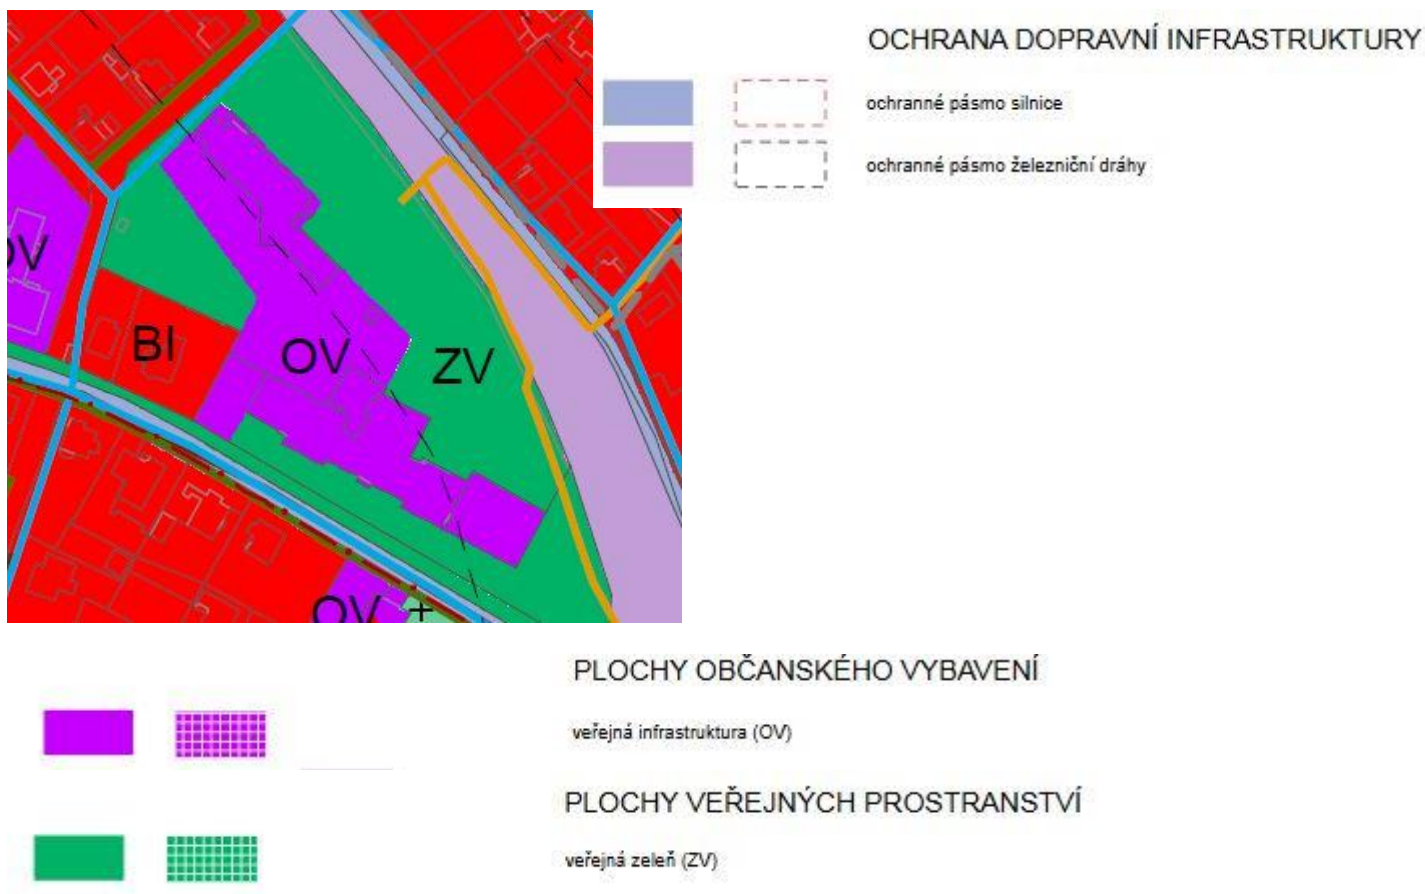 OCHRANA DOPRAVNÍ INFRASTRUKTURY
ochranné pásmo silnice
ochranné pásmo železniční dráhy
OV
BI
OV
ZV
OV
PLOCHY OBČANSKÉHO VYBAVENÍ
veřejná infrastruktura (OV)
PLOCHY VEŘEJNÝCH PROSTRANSTVÍ
veřejná zeleň (ZV)